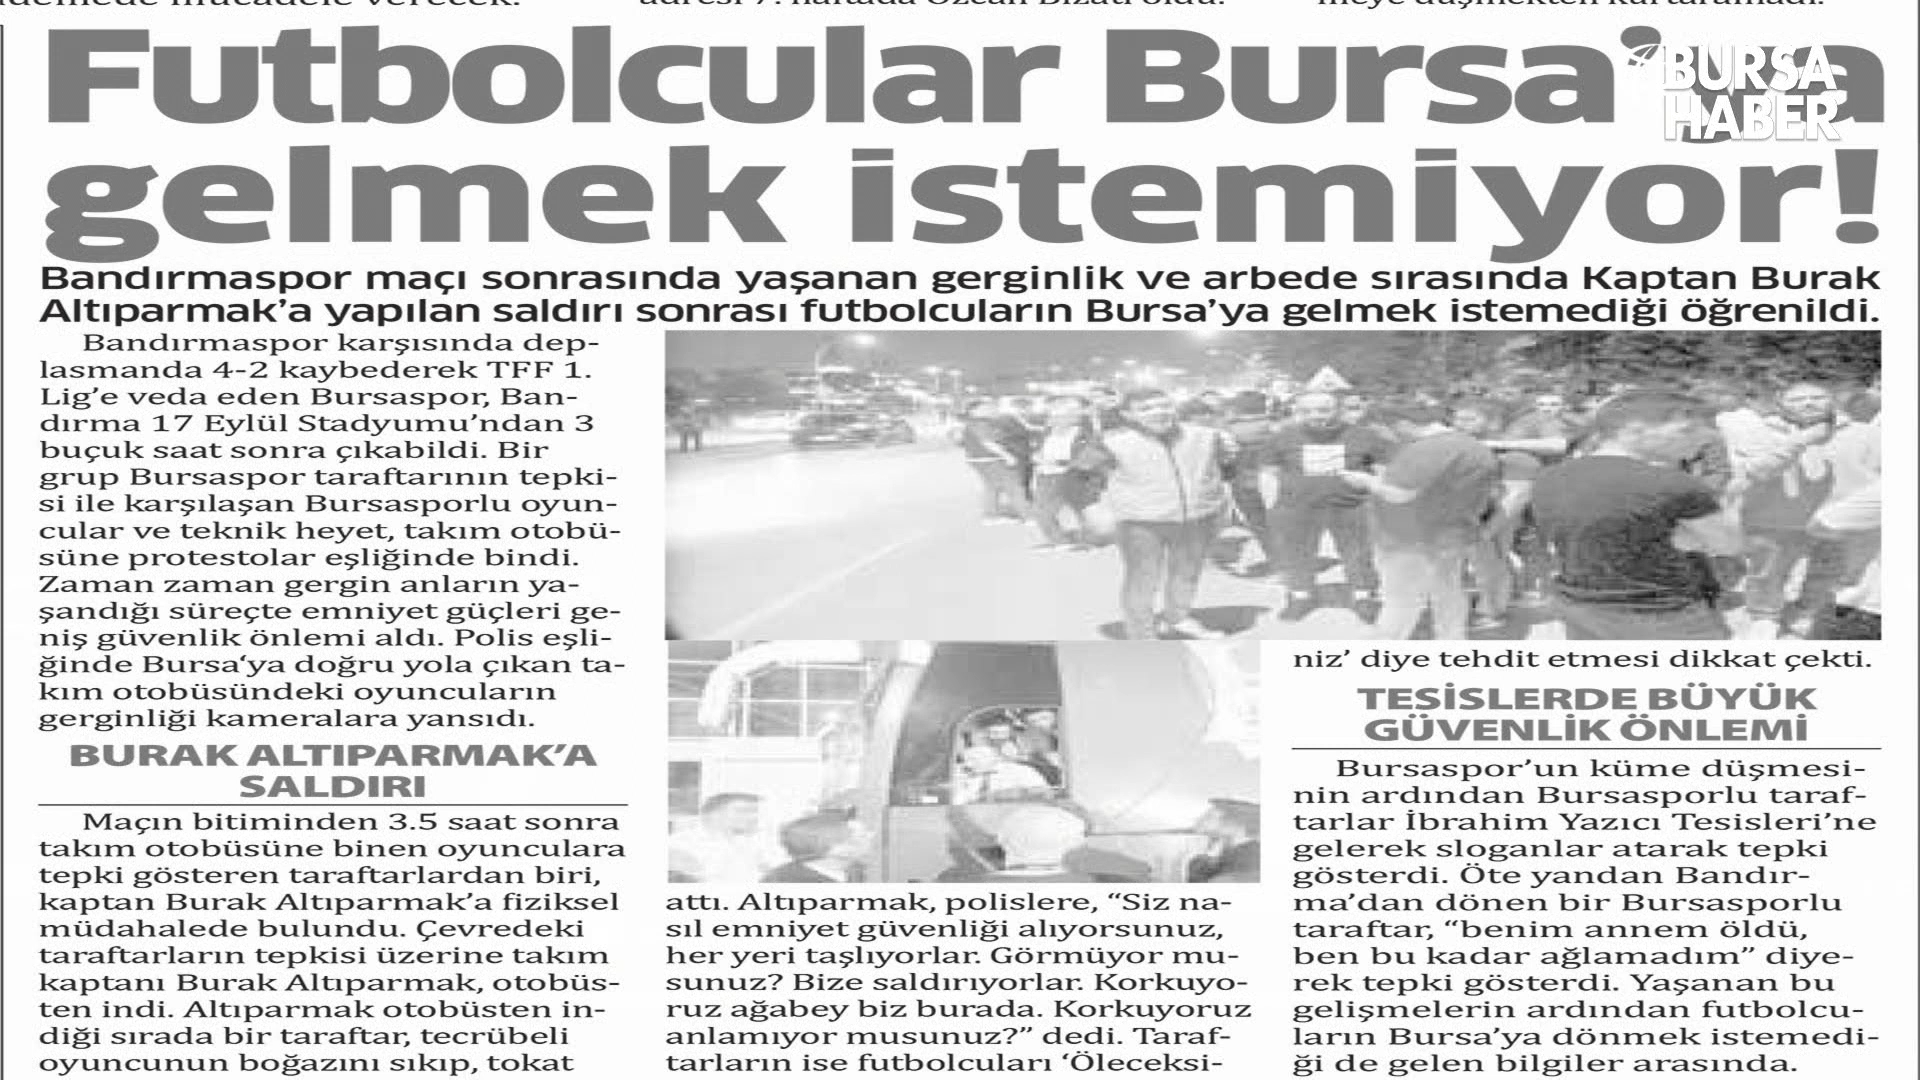 Futbolcular Bursa'ya
gelmek istemiyor!
BURSA
HABER
Bandırmaspor maçı sonrasında yaşanan gerginlik ve arbede sırasında Kaptan Burak
Altıparmak'a yapılan saldırı sonrası futbolcuların Bursa'ya gelmek istemediği öğrenildi.
Bandırmaspor karşısında dep-
lasmanda 4-2 kaybederek TFF 1.
Lig'e veda eden Bursaspor, Ban-
dırma 17 Eylül Stadyumu'ndan 3
buçuk saat sonra çıkabildi. Bir
grup Bursaspor taraftarının tepki-
si ile karşılaşan Bursasporlu oyun-
cular ve teknik heyet, takım otobü-
süne protestolar eşliğinde bindi.
Zaman zaman gergin anların ya-
şandığı süreçte emniyet güçleri ge-
niş güvenlik önlemi aldı. Polis eşli-
ğinde Bursa‘ya doğru yola çıkan ta-
kım otobüsündeki oyuncuların
gerginliği kameralara yansıdı.
BURAK ALTIPARMAK'A
SALDIRI
Maçın bitiminden 3.5 saat sonra
takım otobüsüne binen oyunculara
tepki gösteren taraftarlardan biri,
kaptan Burak Altıparmak'a fiziksel
müdahalede bulundu. Çevredeki
taraftarların tepkisi üzerine takım
kaptanı Burak Altıparmak, otobüs-
ten indi. Altıparmak otobüsten in-
diği sırada bir taraftar, tecrübeli
oyuncunun boğazını sıkıp, tokat
attı. Altıparmak, polislere, “Siz na-
sıl emniyet güvenliği alıyorsunuz,
her yeri taşlıyorlar. Görmüyor mu-
sunuz? Bize saldırıyorlar. Korkuyo-
ruz ağabey biz burada. Korkuyoruz
anlamıyor musunuz?” dedi. Taraf-
tarların ise futbolcuları ‘Öleceksi-
niz’ diye tehdit etmesi dikkat çekti.
TESİSLERDE BÜYÜK
GÜVENLİK ÖNLEMİ
Bursaspor'un küme düşmesi-
nin ardından Bursasporlu taraf-
tarlar İbrahim Yazıcı Tesisleri'ne
gelerek sloganlar atarak tepki
gösterdi. Öte yandan Bandır-
ma'dan dönen bir Bursasporlu
taraftar, “benim annem öldü,
ben bu kadar ağlamadım” diye-
rek tepki gösterdi. Yaşanan bu
gelişmelerin ardından futbolcu-
ların Bursa'ya dönmek istemedi-
ği de gelen bilgiler arasında.